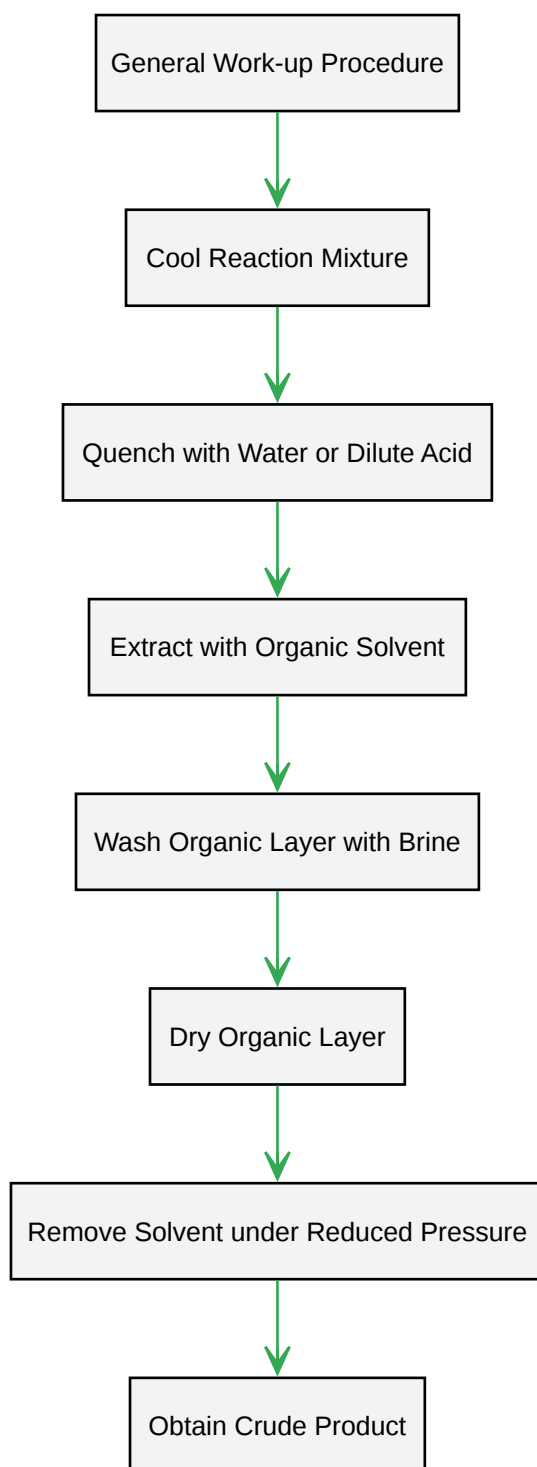 General Work-up Procedure
Cool Reaction Mixture
Quench with Water or Dilute Acid
Extract with Organic Solvent
Wash Organic Layer with Brine
Dry Organic Layer
Remove Solvent under Reduced Pressure
Obtain Crude Product